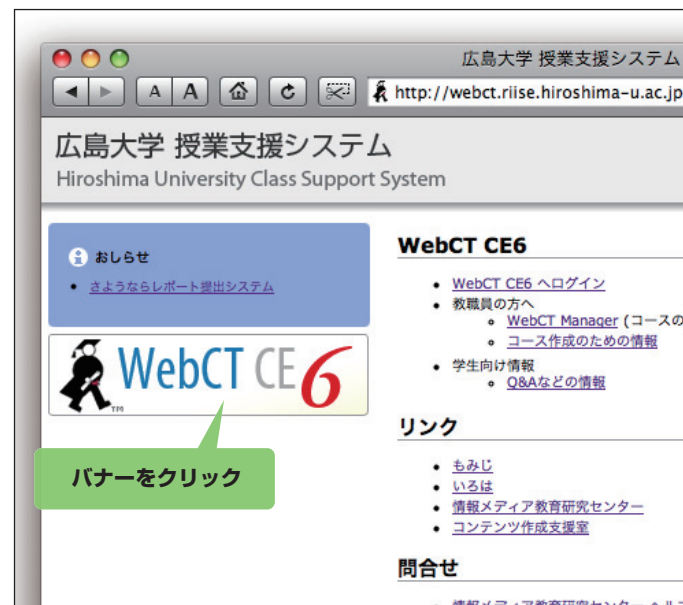 広島大学 授業支援システム
A A
http://webct.riise.hiroshima-u.ac.jp
広島大学 授業支援システム
Hiroshima University Class Support System
おしらせ
さようならレポート提出システム
WebCT CE6
TM
バナーをクリック
WebCT CE6
WebCT CE6 へログイン
教職員の方へ
WebCT Manager (コースの
コース作成のための情報
学生向け情報
Q&Aなどの情報
リンク
もみじ
いろは
情報メディア教育研究センター
コンテンツ作成支援室
問合せ